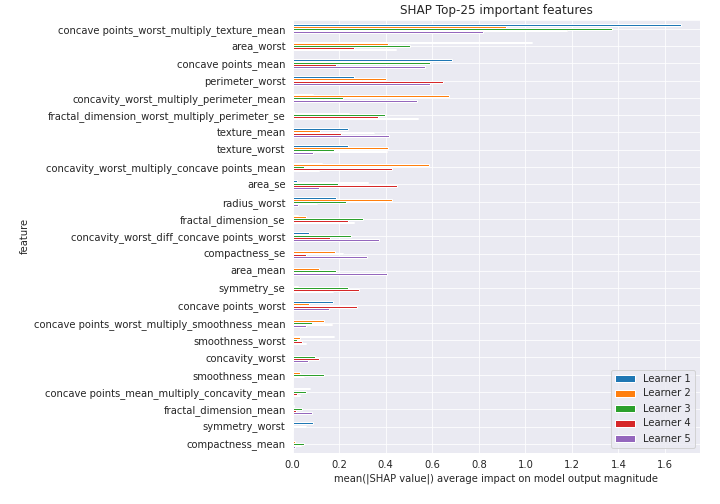 SHAP Top-25 important features
concave points_worst_multiply_texture_mean
area_worst
concave points_mean
perimeter_worst
concavity_worst_multiply_perimeter_mean
fractal_dimension_worst_multiply_perimeter_se
texture_mean
texture_worst
concavity_worst_multiply_concave points_mean
area_se
radius_worst
fractal_dimension_se
concavity_worst_diff_concave points_worst
compactness_se
area_mean
symmetry_se
concave points_worst
concave points_worst_multiply_smoothness_mean
smoothness_worst
concavity_worst
smoothness_mean
concave points_mean_multiply_concavity_mean
fractal_dimension_mean
symmetry_worst
compactness_mean
feature
Learner 1
Learner 2
Learner 3
Learner 4
Learner 5
0.0 0.2 0.4 0.6 0.8 1.0 1.2 1.4 1.6
mean(|SHAP value|) average impact on model output magnitude